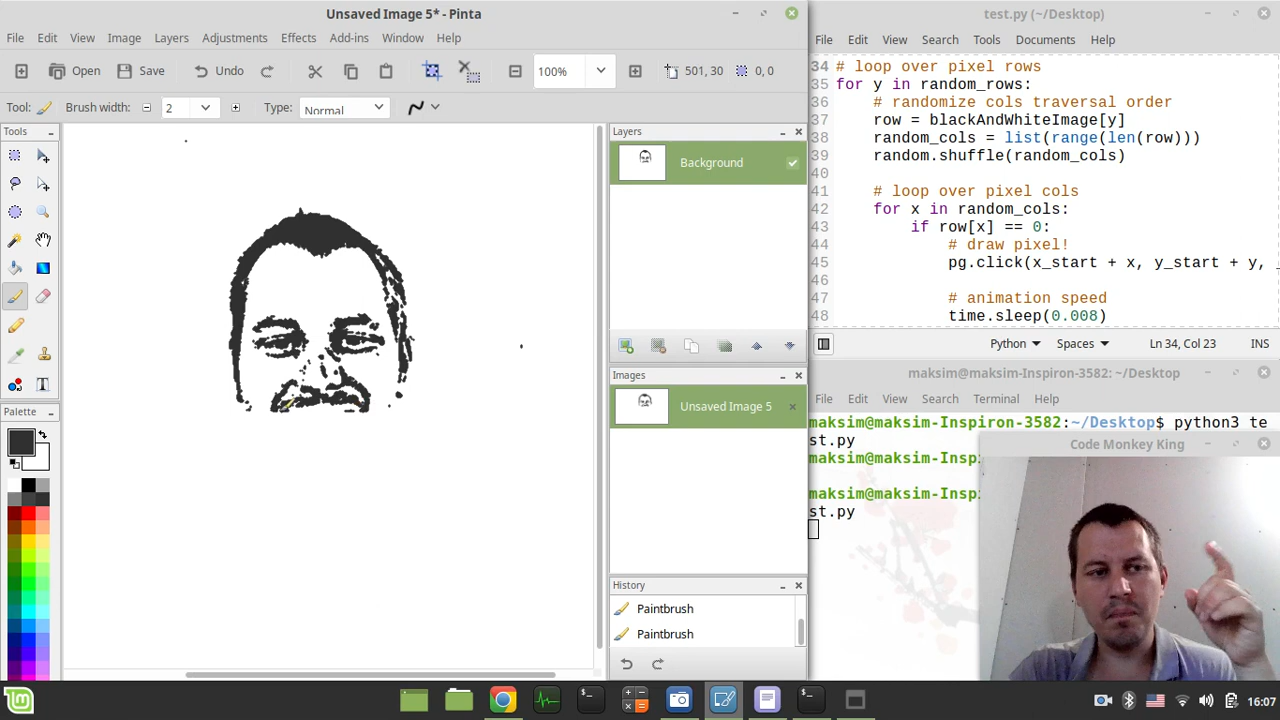 Unsaved Image 5* - Pinta
File Edit View Image Layers Adjustments Effects Add-ins Window Help
Open Save Undo 100% 501, 30 0, 0
Tool: Brush width: 2 Type: Normal
Tools
Palette
Layers
Background
Images
Unsaved Image 5
History
Paintbrush
Paintbrush
test.py (~/Desktop)
File Edit View Search Tools Documents Help
34 # loop over pixel rows
35 for y in random_rows:
36 # randomize cols traversal order
37 row = blackAndWhiteImage[y]
38 random_cols = list(range(len(row)))
39 random.shuffle(random_cols)
40
41 # loop over pixel cols
42 for x in random_cols:
43 if row[x] == 0:
44 # draw pixel!
45 pg.click(x_start + x, y_start + y, _
46
47 # animation speed
48 time.sleep(0.008)
Python Spaces Ln 34, Col 23 INS
maksim@maksim-Inspiron-3582: ~/Desktop
File Edit View Search Terminal Help
maksim@maksim-Inspiron-3582:~/Desktop$ python3 te
st.py
maksim@maksim-Insp
maksim@maksim-Insp
st.py
Code Monkey King
16:07